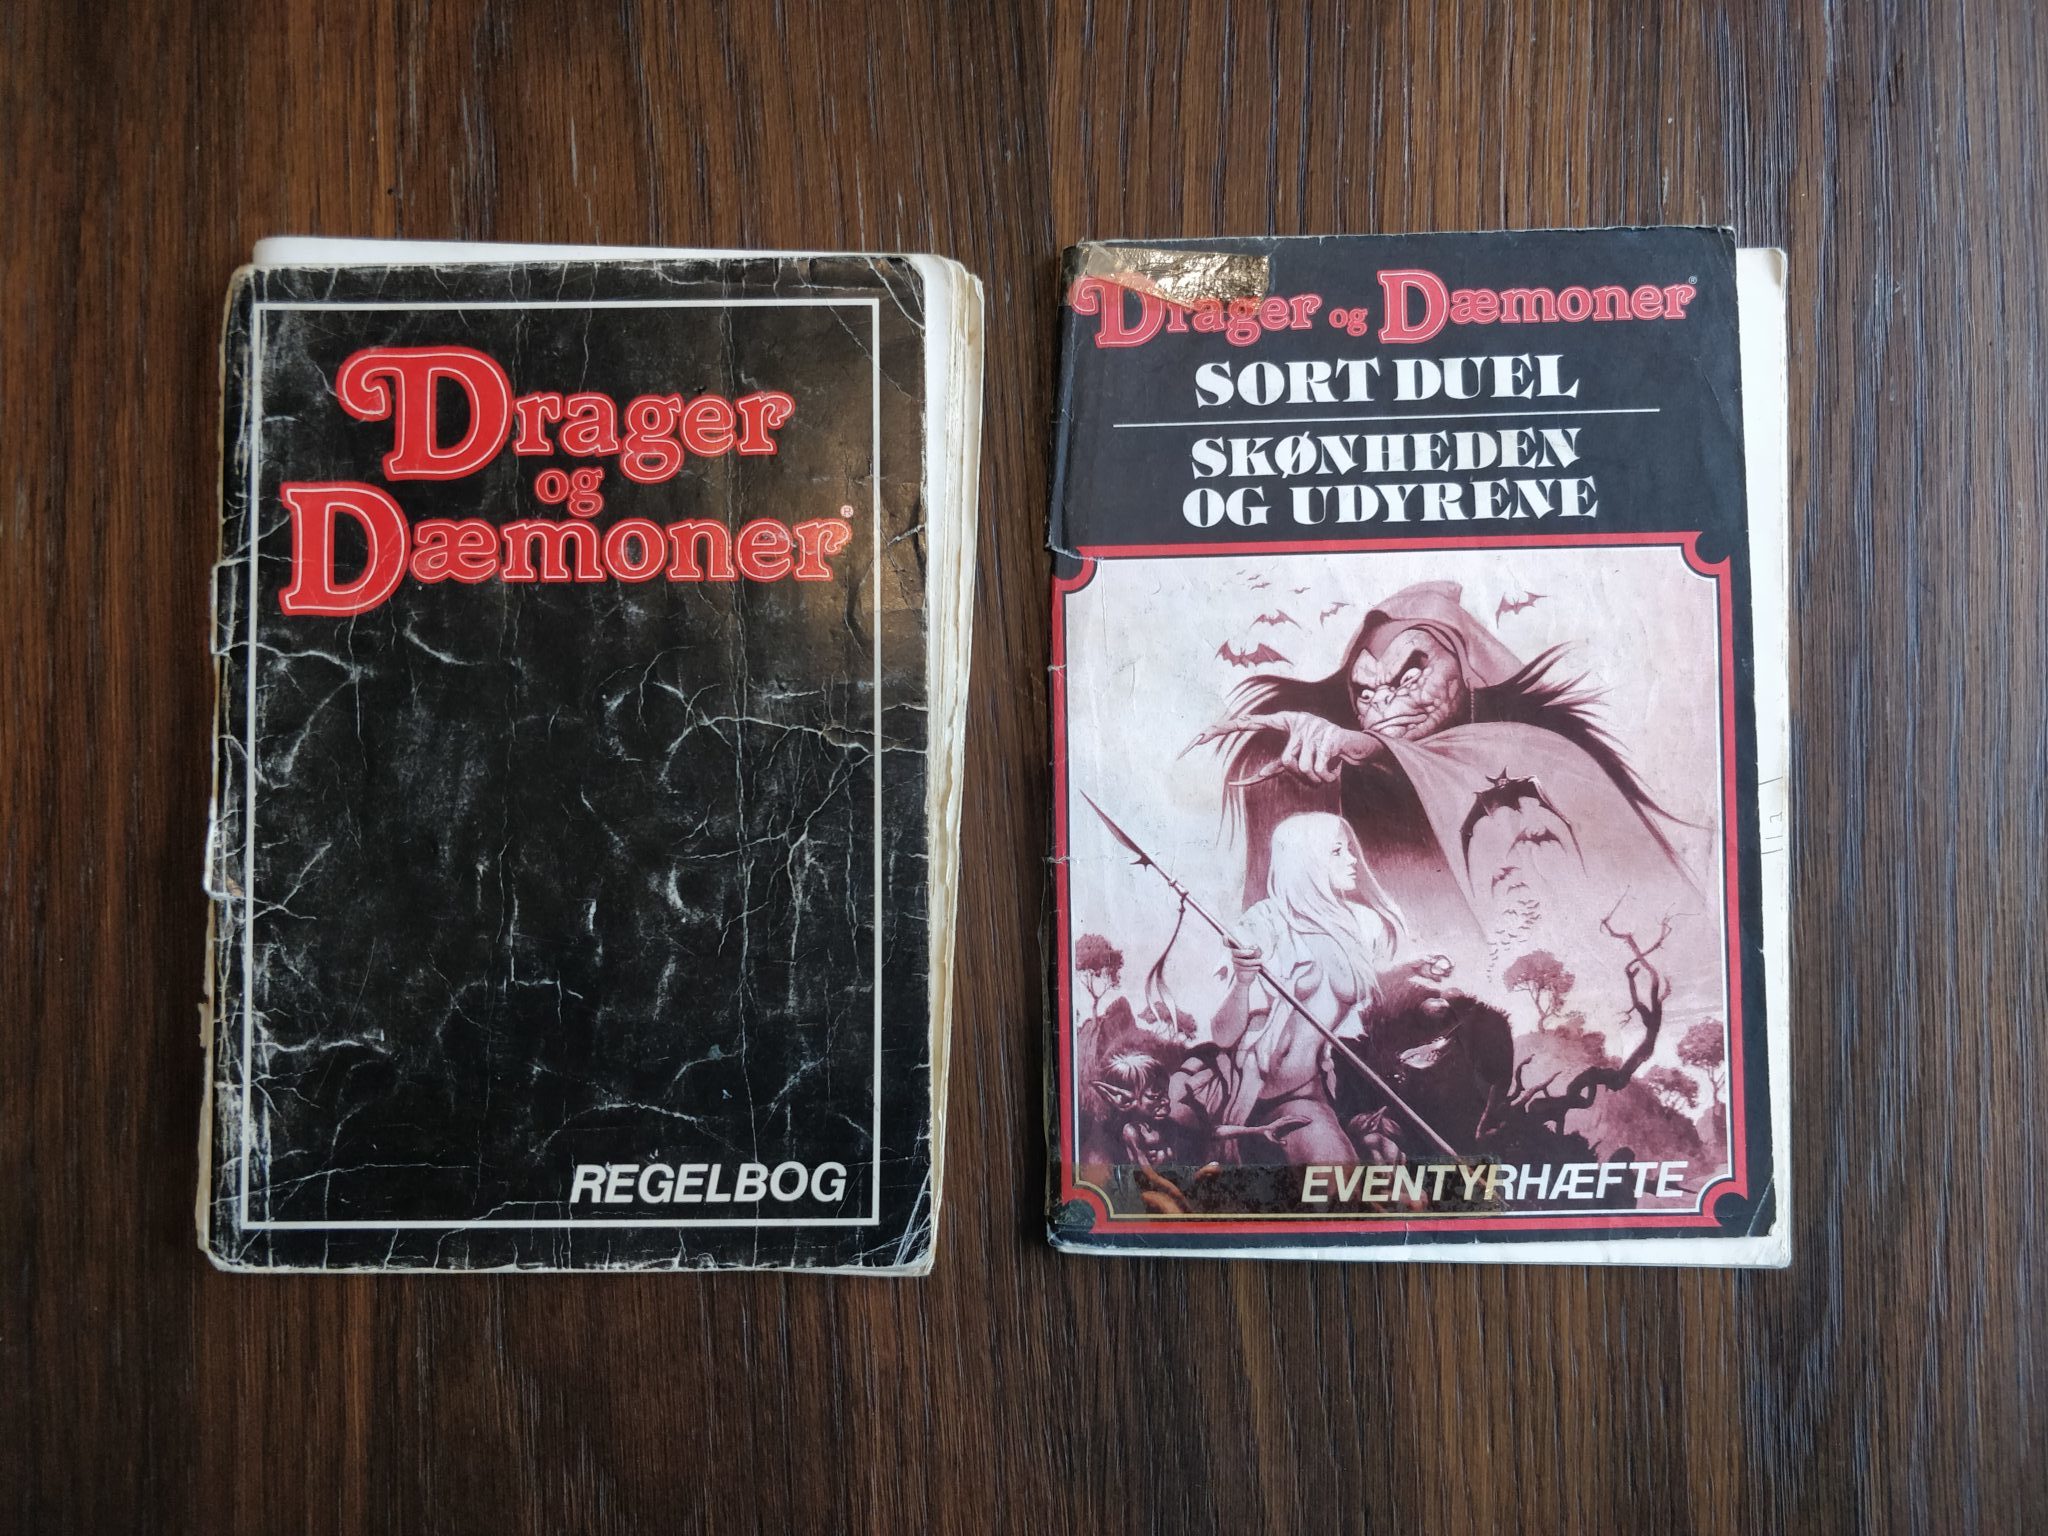 Drager
og
Dæmoner®
REGELBOG
Drager og Dæmoner®
SORT DUEL
SKØNHEDEN
OG UDYRENE
EVENTYRHÆFTE